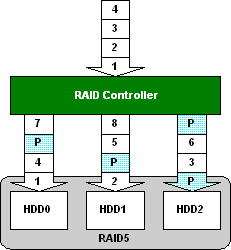 4
3
2
1
RAID Controller
7 8 P
P 5 6
4 P 3
1 2 P
HDD0 HDD1 HDD2
RAID5